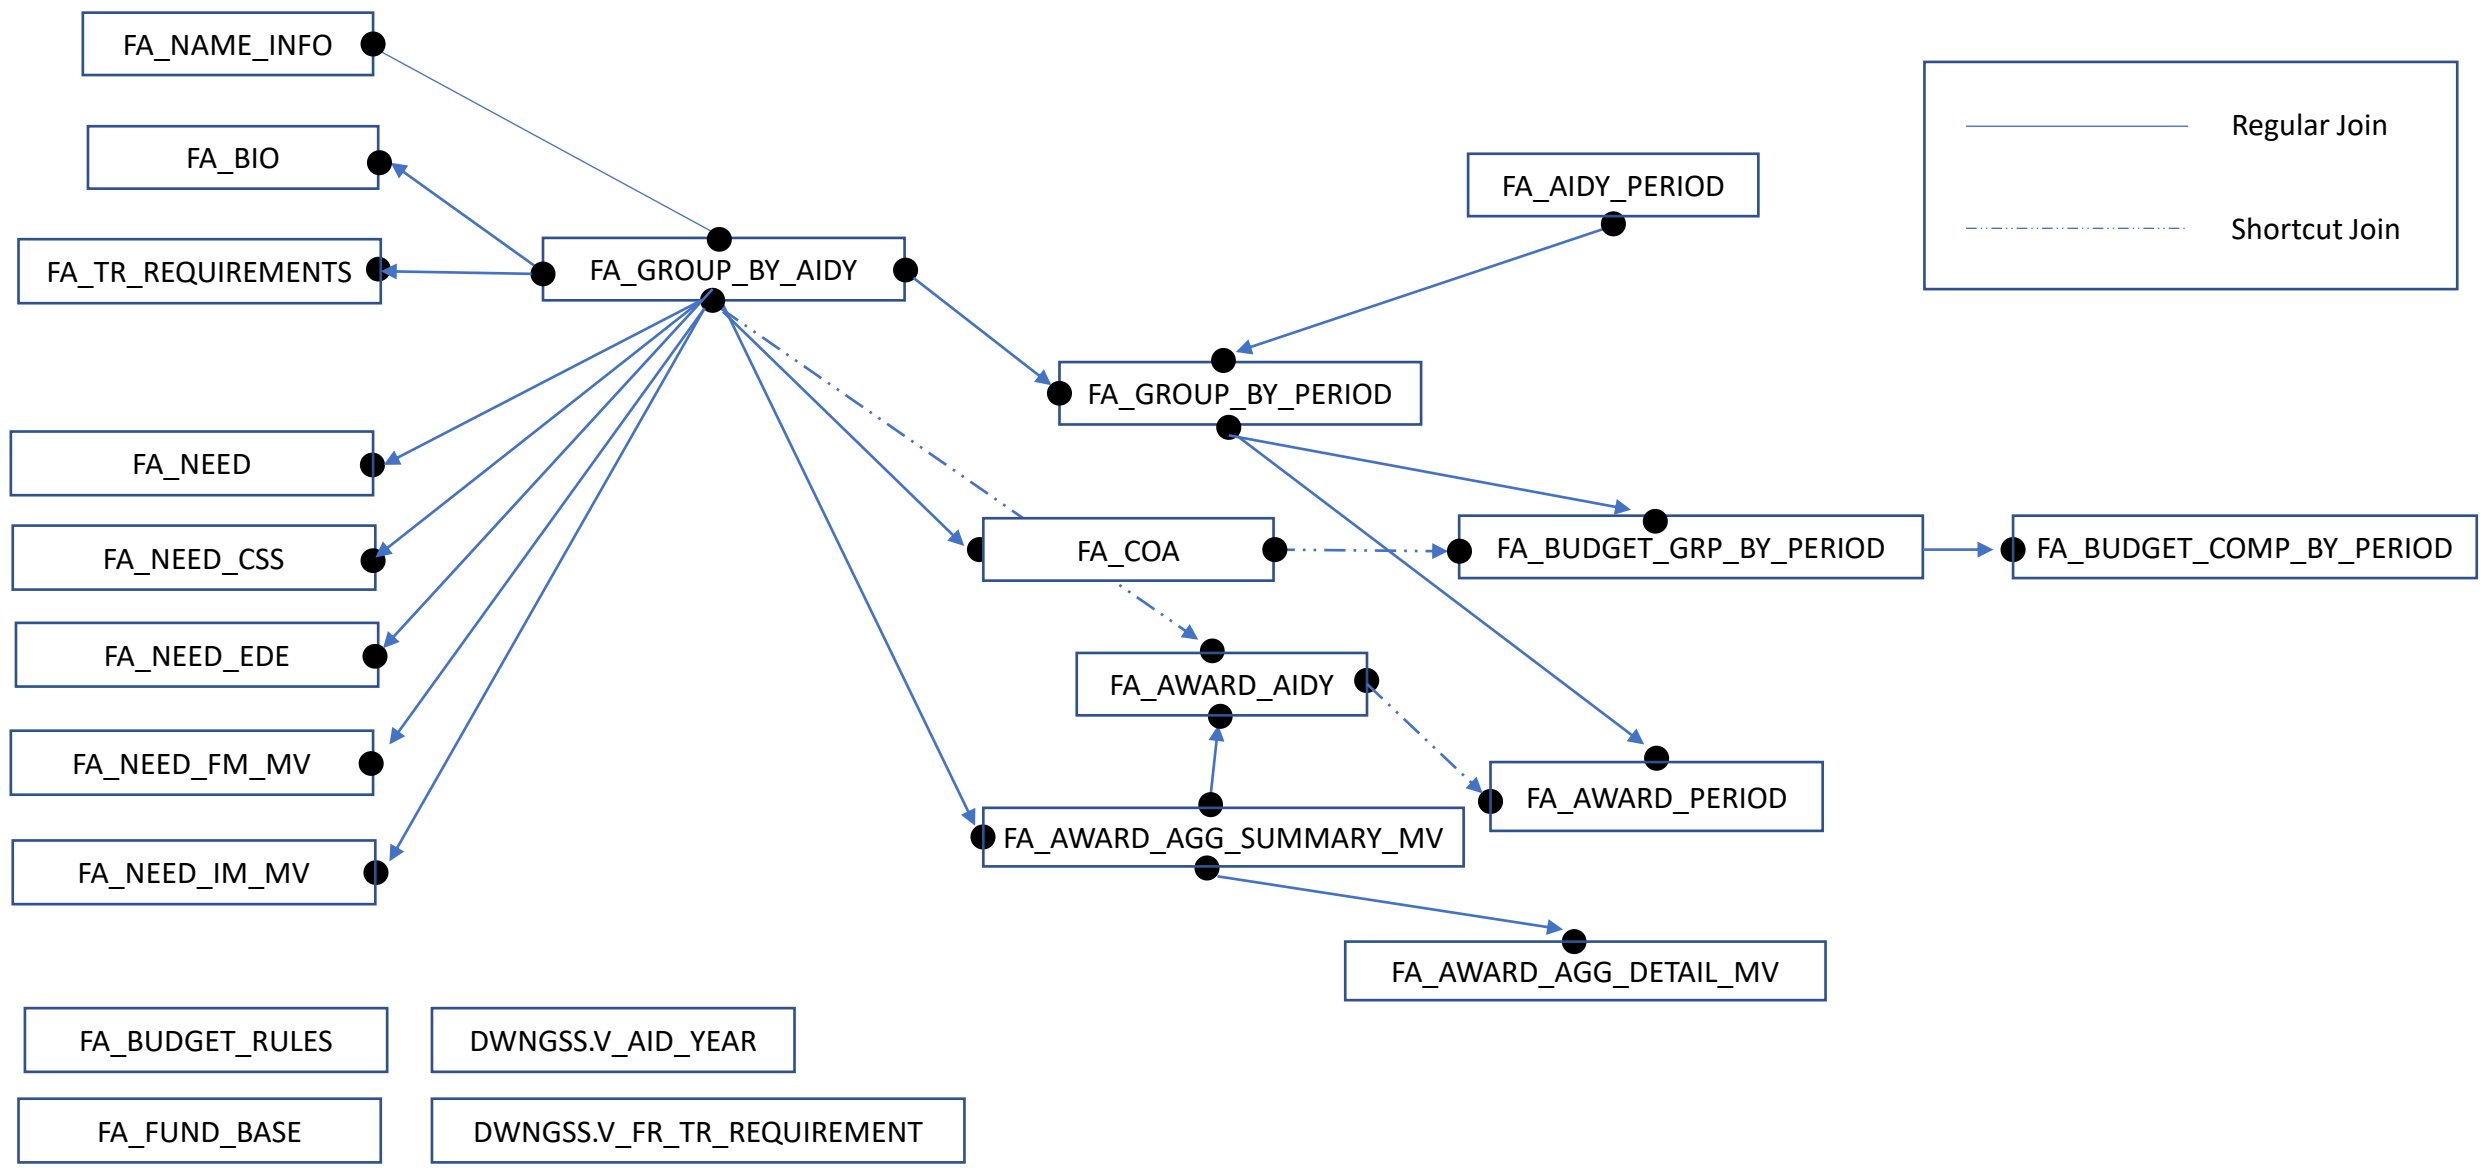 FA_NAME_INFO
FA_BIO
FA_TR_REQUIREMENTS
FA_GROUP_BY_AIDY
FA_AIDY_PERIOD
Regular Join
Shortcut Join
FA_GROUP_BY_PERIOD
FA_NEED
FA_NEED_CSS
FA_COA
FA_BUDGET_GRP_BY_PERIOD
FA_BUDGET_COMP_BY_PERIOD
FA_NEED_EDE
FA_AWARD_AIDY
FA_NEED_FM_MV
FA_AWARD_PERIOD
FA_AWARD_AGG_SUMMARY_MV
FA_NEED_IM_MV
FA_AWARD_AGG_DETAIL_MV
FA_BUDGET_RULES
DWNGSS.V_AID_YEAR
FA_FUND_BASE
DWNGSS.V_FR_TR_REQUIREMENT